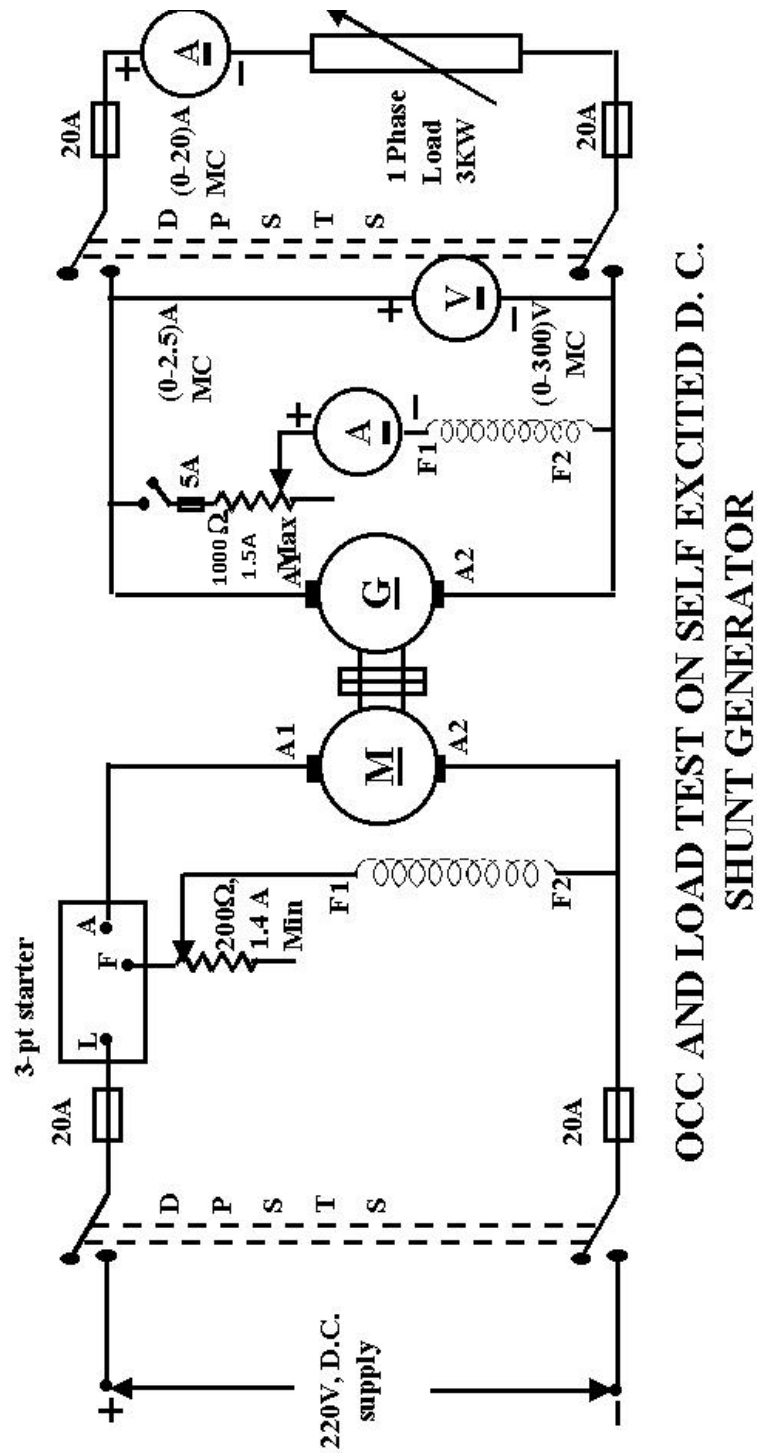 220V, D.C.
supply
+
-
D
P
S
T
S
20A
20A
3-pt starter
L
F
A
200Ω,
1.4 A
Min
F1
F2
A1
M
A2
G
A1
A2
1000 Ω
1.5A
Max
5A
(0-2.5)A
MC
+
A
-
F1
F2
+
V
-
(0-300)V
MC
D
P
S
T
S
20A
20A
(0-20)A
MC
+
A
-
1 Phase
Load
3KW
OCC AND LOAD TEST ON SELF EXCITED D. C.
SHUNT GENERATOR